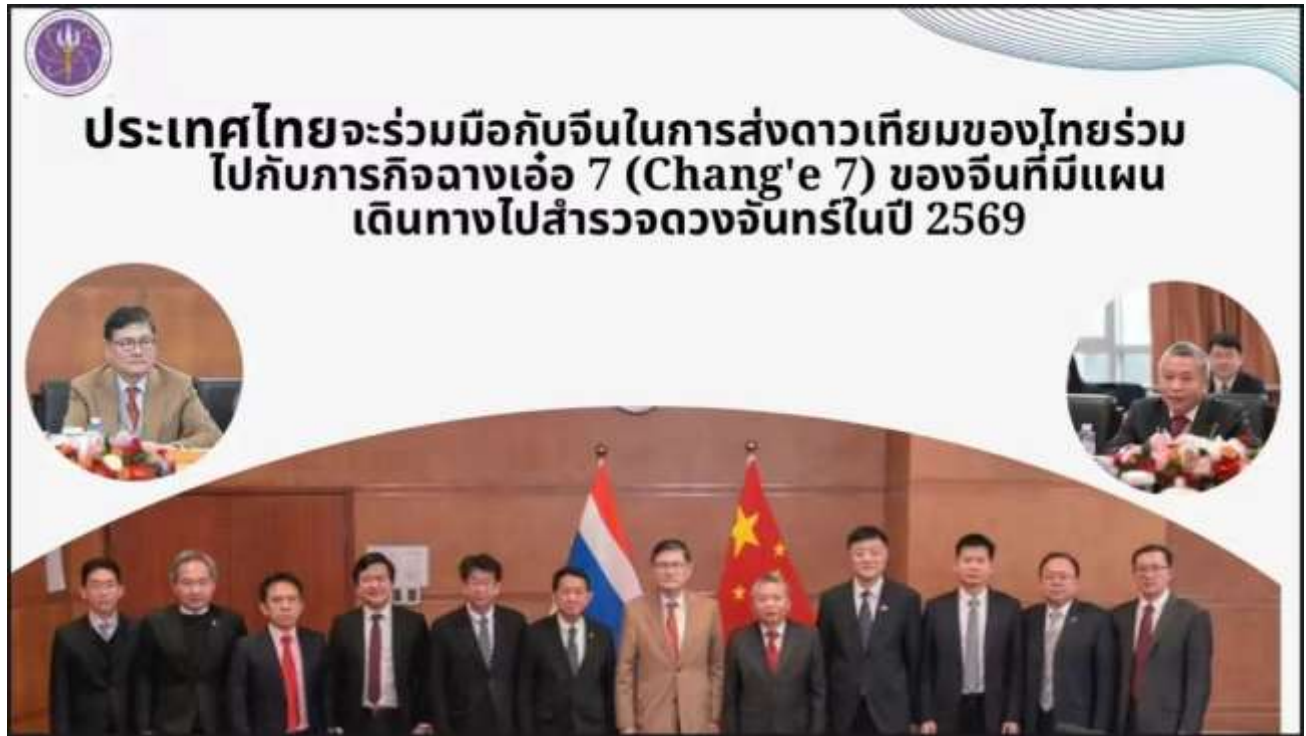 ประเทศไทยจะร่วมมือกับจีนในการส่งดาวเทียมของไทยร่วม
ไปกับภารกิจฉางเอ๋อ 7 (Chang'e 7) ของจีนที่มีแผน
เดินทางไปสำรวจดวงจันทร์ในปี 2569